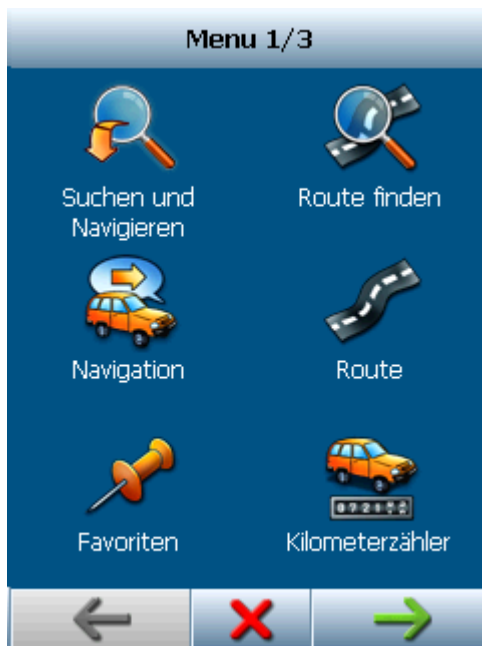 Menu 1/3
Suchen und
Navigieren
Route finden
Navigation
Route
Favoriten
Kilometerzähler